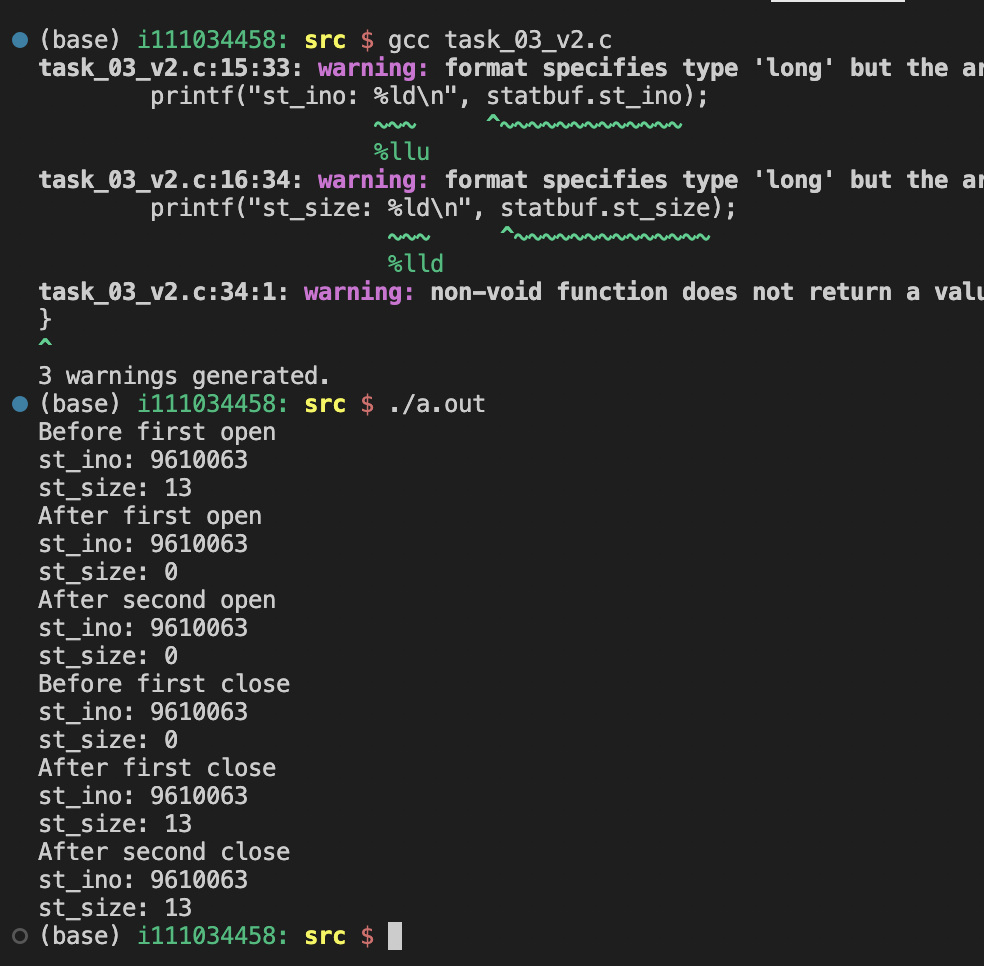 (base) i111034458: src $ gcc task_03_v2.c
task_03_v2.c:15:33: warning: format specifies type 'long' but the
        printf("st_ino: %ld\n", statbuf.st_ino);
                        ~~~     ^~~~~~~~~~~~~~
                        %llu
task_03_v2.c:16:34: warning: format specifies type 'long' but the
        printf("st_size: %ld\n", statbuf.st_size);
                         ~~~     ^~~~~~~~~~~~~~~
                         %lld
task_03_v2.c:34:1: warning: non-void function does not return a
}
^
3 warnings generated.
(base) i111034458: src $ ./a.out
Before first open
st_ino: 9610063
st_size: 13
After first open
st_ino: 9610063
st_size: 0
After second open
st_ino: 9610063
st_size: 0
Before first close
st_ino: 9610063
st_size: 0
After first close
st_ino: 9610063
st_size: 13
After second close
st_ino: 9610063
st_size: 13
(base) i111034458: src $